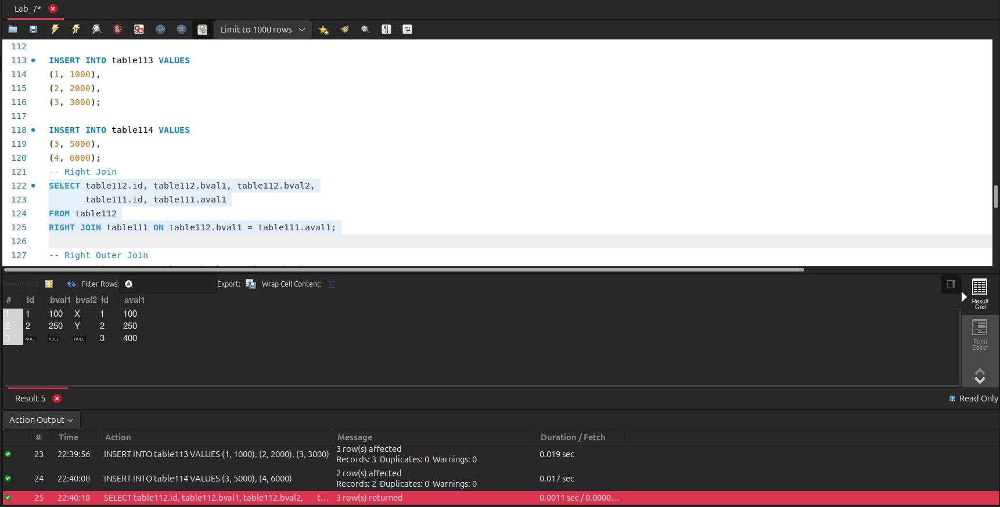 Lab_7*
Limit to 1000 rows
112
113 INSERT INTO table113 VALUES
114 (1, 1000),
115 (2, 2000),
116 (3, 3000);
117
118 INSERT INTO table114 VALUES
119 (3, 5000),
120 (4, 6000);
121 -- Right Join
122 SELECT table112.id, table112.bval1, table112.bval2,
123 table111.id, table111.aval1
124 FROM table112
125 RIGHT JOIN table111 ON table112.bval1 = table111.aval1;
126
127 -- Right Outer Join
Result Grid Filter Rows: Export: Wrap Cell Content:
# id bval1 bval2 id aval1
1 1 100 X 1 100
2 2 250 Y 2 250
3 NULL NULL NULL 3 400
Result
Grid
Form
Editor
Result 5
Read Only
Action Output
# Time Action Message Duration / Fetch
23 22:39:56 INSERT INTO table113 VALUES (1, 1000), (2, 2000), (3, 3000) 3 row(s) affected
Records: 3 Duplicates: 0 Warnings: 0 0.019 sec
24 22:40:08 INSERT INTO table114 VALUES (3, 5000), (4, 6000) 2 row(s) affected
Records: 2 Duplicates: 0 Warnings: 0 0.017 sec
25 22:40:18 SELECT table112.id, table112.bval1, table112.bval2, t... 3 row(s) returned 0.0011 sec / 0.0000...